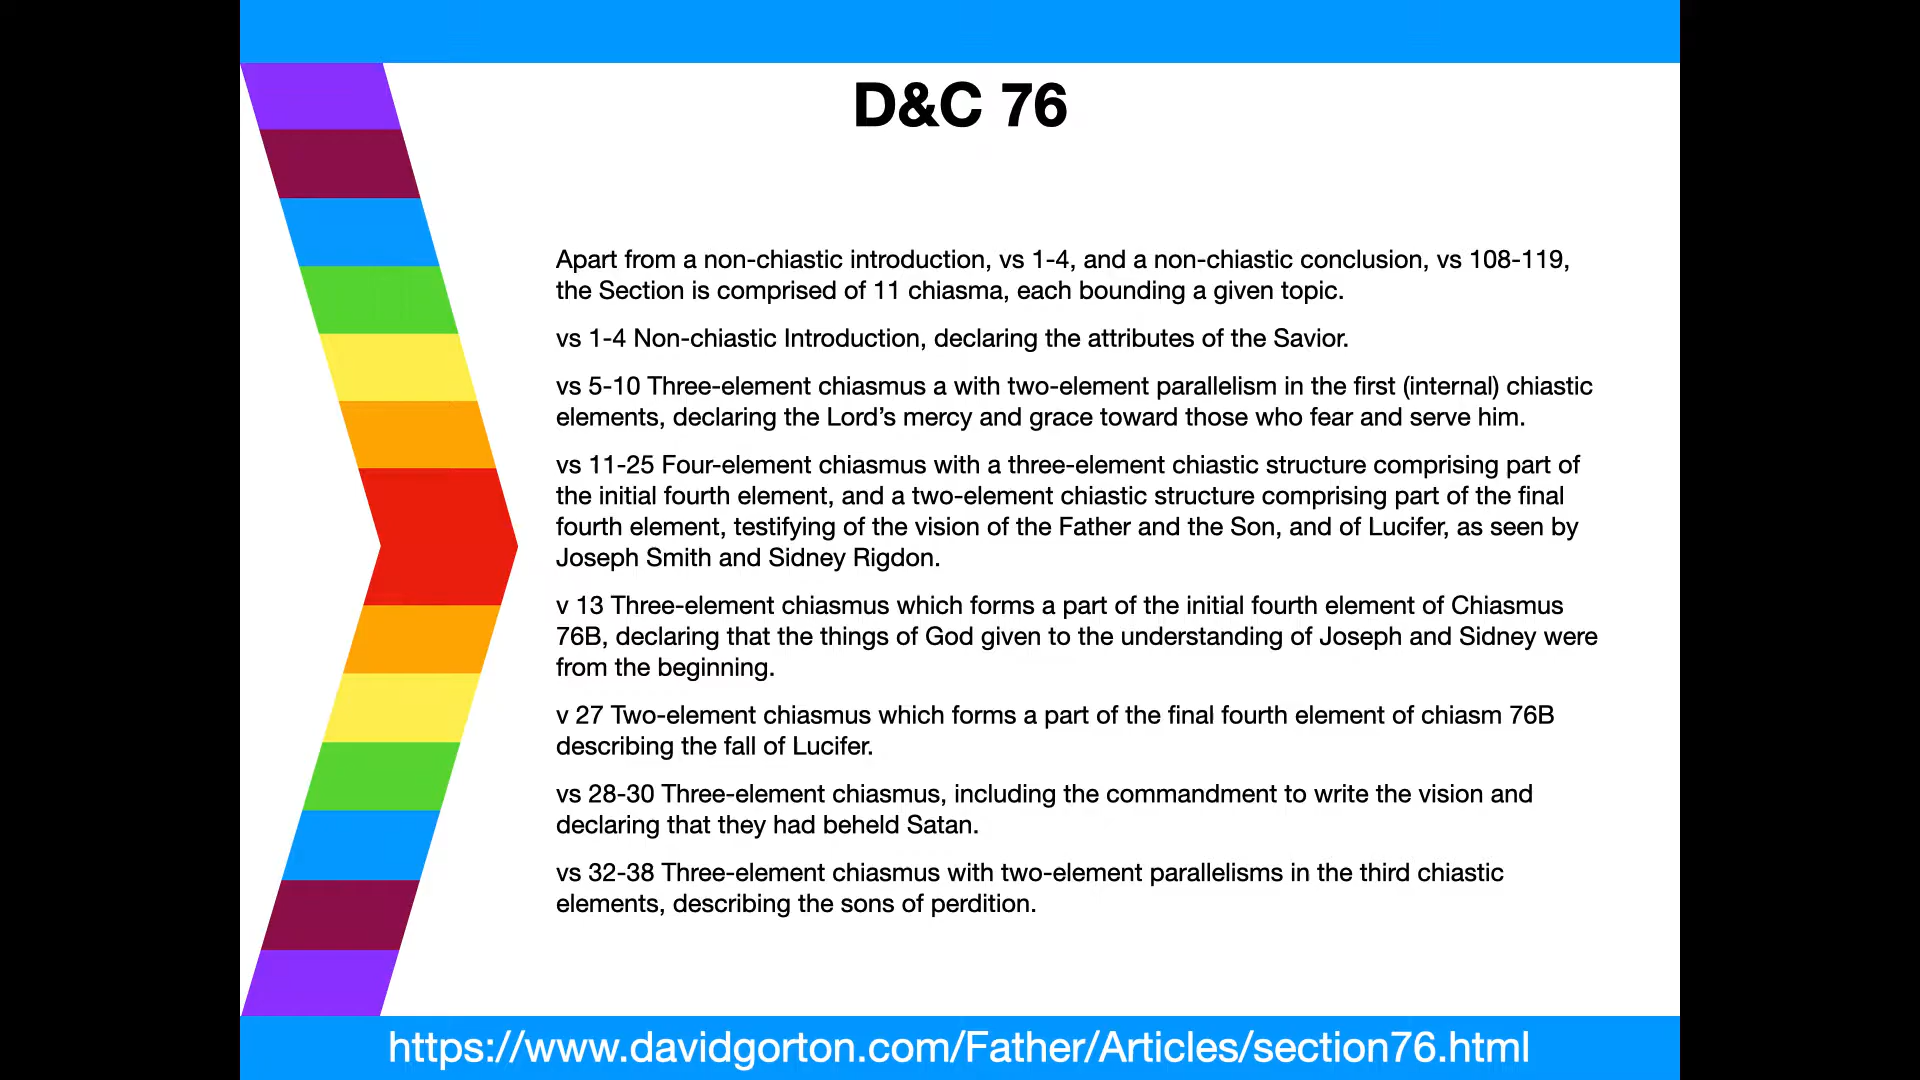 D&C 76
Apart from a non-chiastic introduction, vs 1-4, and a non-chiastic conclusion, vs 108-119,
the Section is comprised of 11 chiasma, each bounding a given topic.
vs 1-4 Non-chiastic Introduction, declaring the attributes of the Savior.
vs 5-10 Three-element chiasmus a with two-element parallelism in the first (internal) chiastic
elements, declaring the Lord’s mercy and grace toward those who fear and serve him.
vs 11-25 Four-element chiasmus with a three-element chiastic structure comprising part of
the initial fourth element, and a two-element chiastic structure comprising part of the final
fourth element, testifying of the vision of the Father and the Son, and of Lucifer, as seen by
Joseph Smith and Sidney Rigdon.
v 13 Three-element chiasmus which forms a part of the initial fourth element of Chiasmus
76B, declaring that the things of God given to the understanding of Joseph and Sidney were
from the beginning.
v 27 Two-element chiasmus which forms a part of the final fourth element of chiasm 76B
describing the fall of Lucifer.
vs 28-30 Three-element chiasmus, including the commandment to write the vision and
declaring that they had beheld Satan.
vs 32-38 Three-element chiasmus with two-element parallelisms in the third chiastic
elements, describing the sons of perdition.
https://www.davidgorton.com/Father/Articles/section76.html